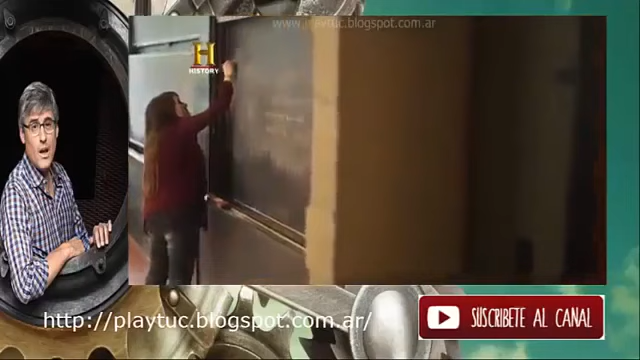 www.playtuc.blogspot.com.ar/
H
HISTORY
http://playtuc.blogspot.com.ar/
SUSCRIBETE AL CANAL